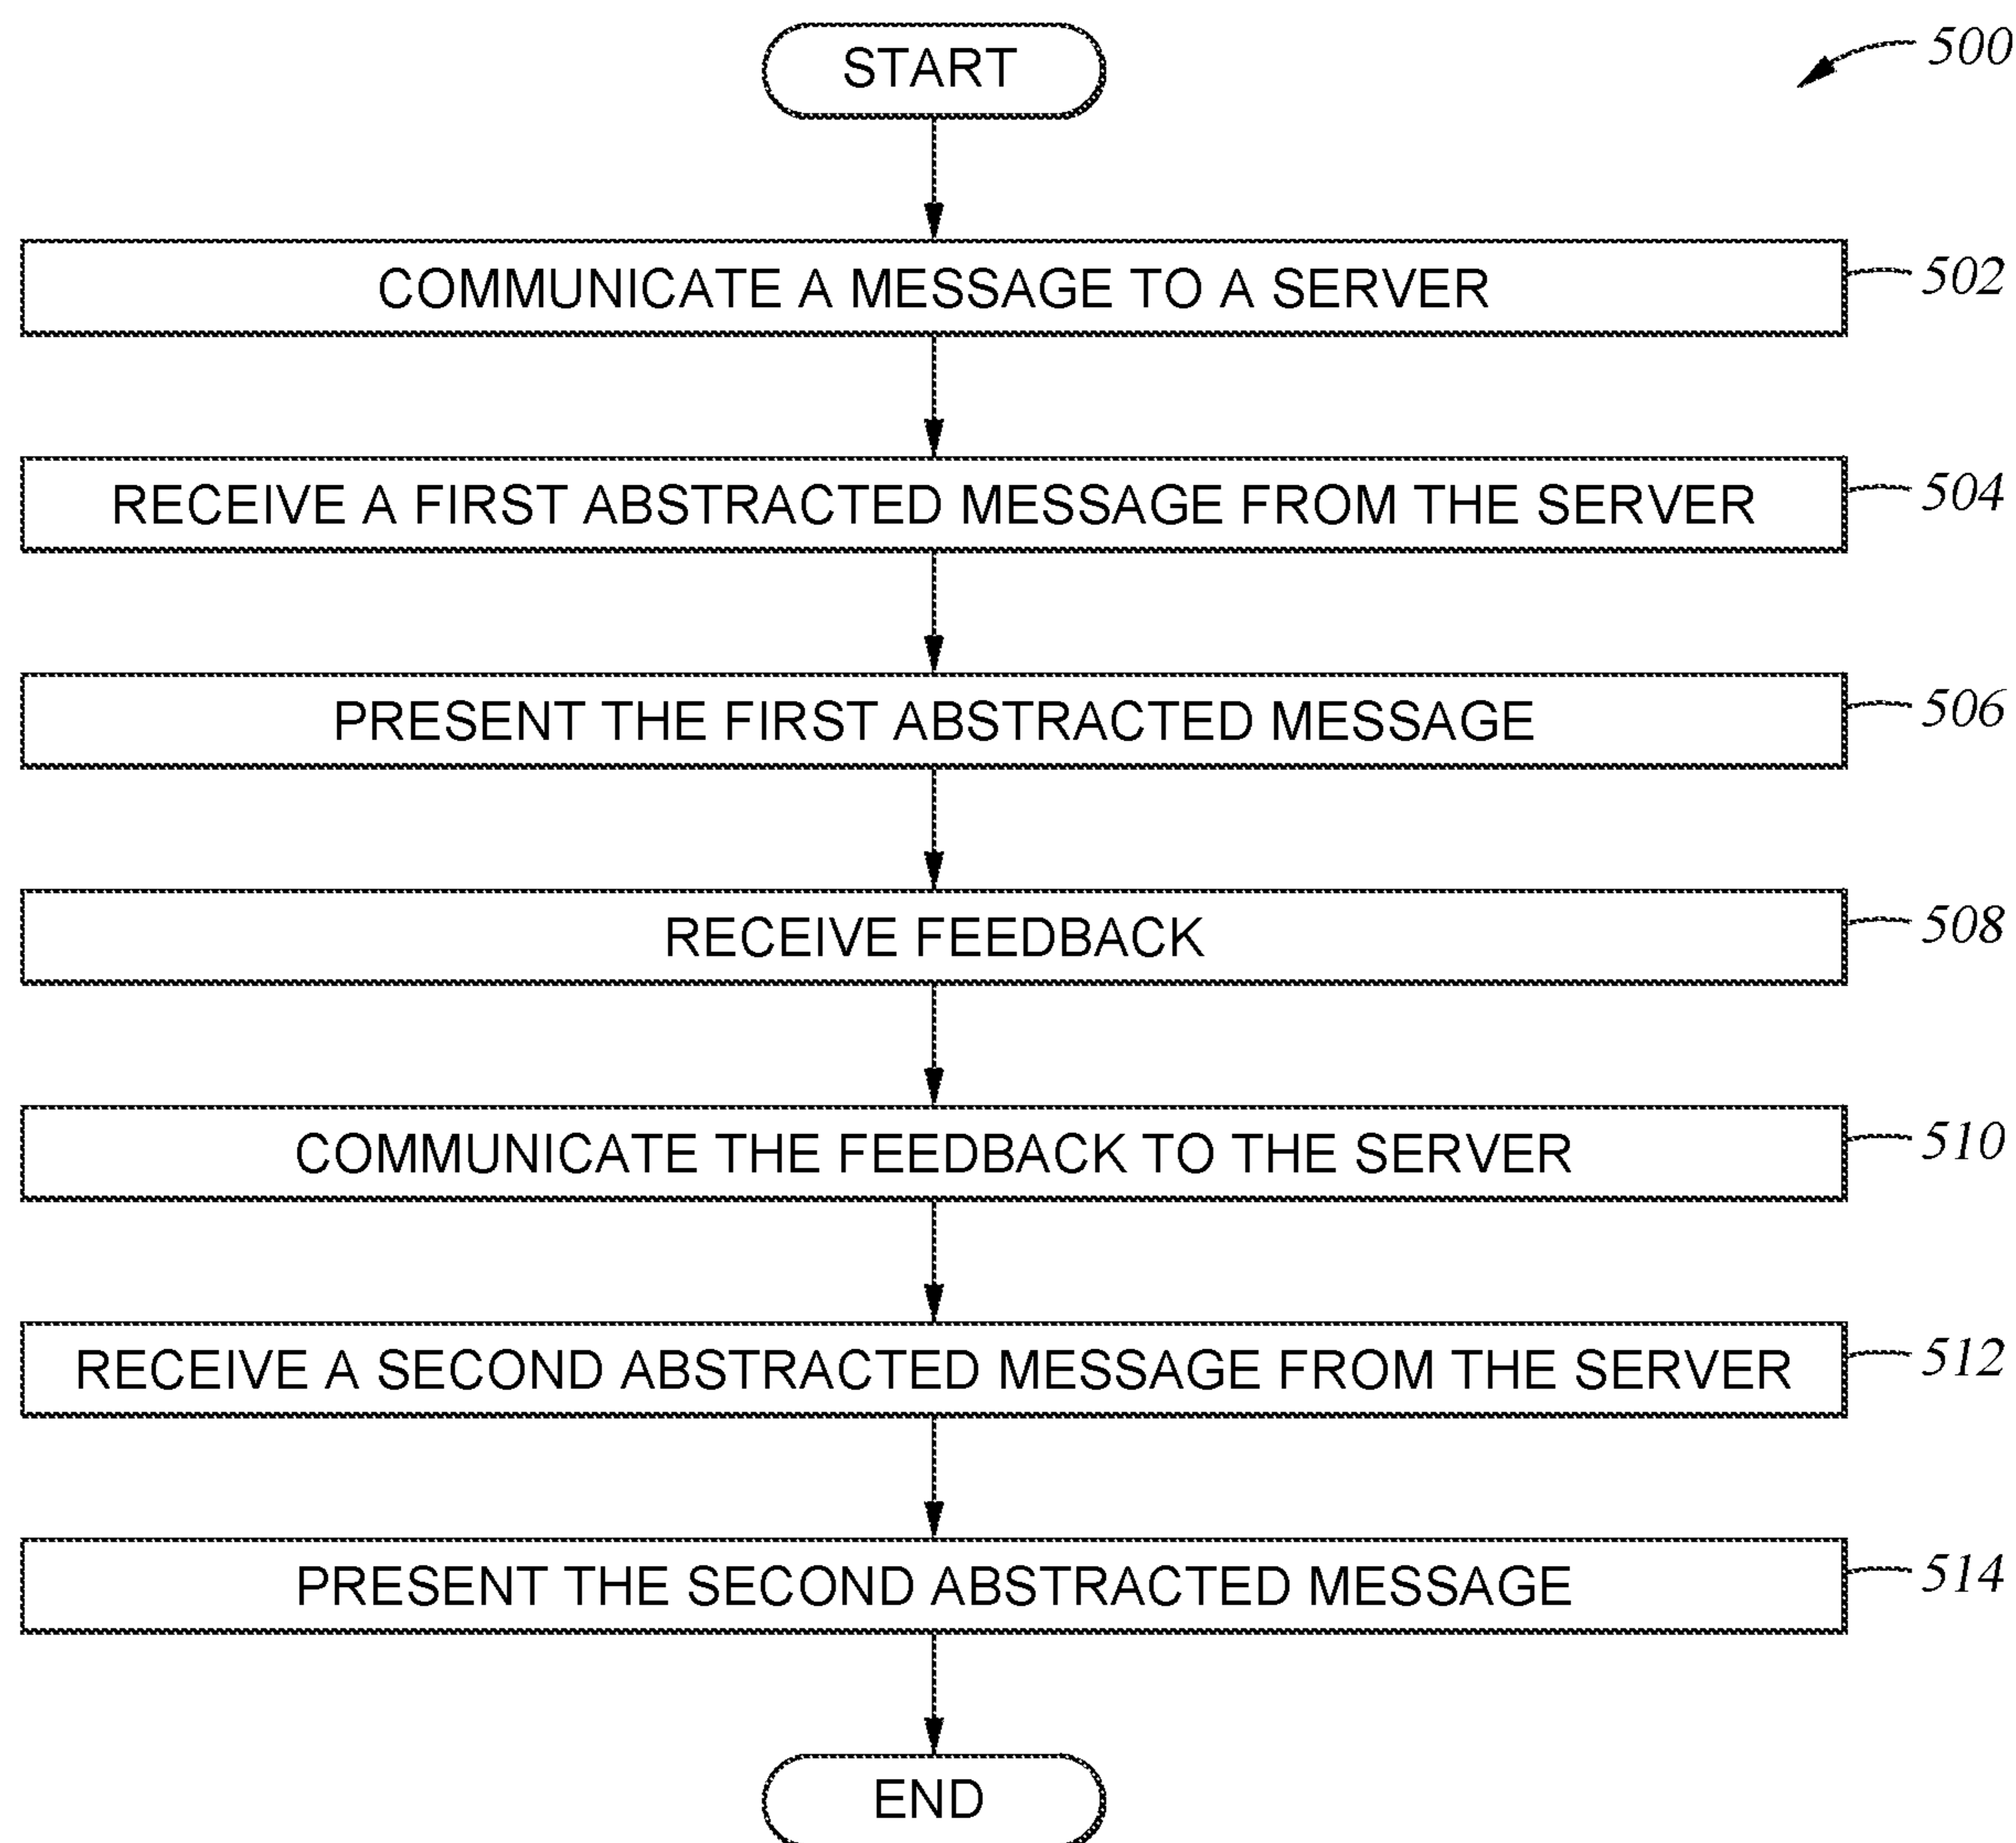 START
500
COMMUNICATE A MESSAGE TO A SERVER
502
RECEIVE A FIRST ABSTRACTED MESSAGE FROM THE SERVER
504
PRESENT THE FIRST ABSTRACTED MESSAGE
506
RECEIVE FEEDBACK
508
COMMUNICATE THE FEEDBACK TO THE SERVER
510
RECEIVE A SECOND ABSTRACTED MESSAGE FROM THE SERVER
512
PRESENT THE SECOND ABSTRACTED MESSAGE
514
END